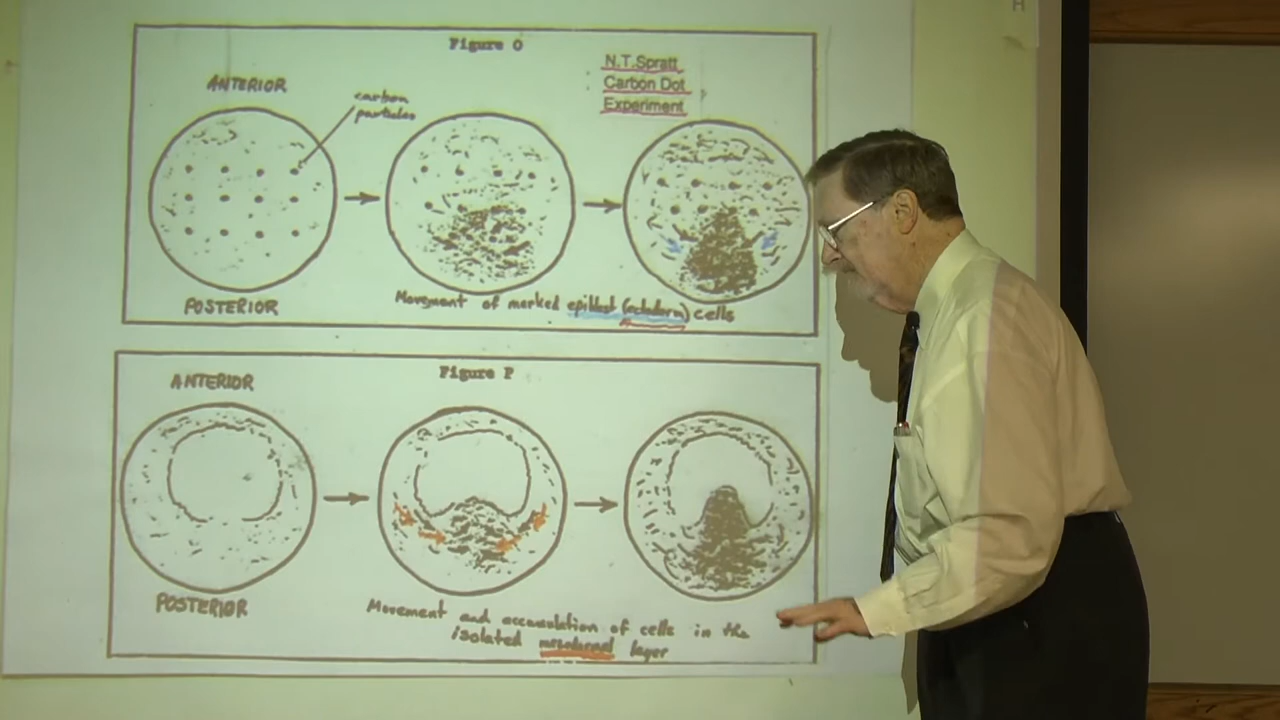 Figure O
N.T.Spratt
Carbon Dot
Experiment
ANTERIOR
carbon
particles
POSTERIOR
Movement of marked epiblast (ectoderm) cells
Figure P
ANTERIOR
POSTERIOR
Movement and accumulation of cells in the
isolated mesodermal layer
H